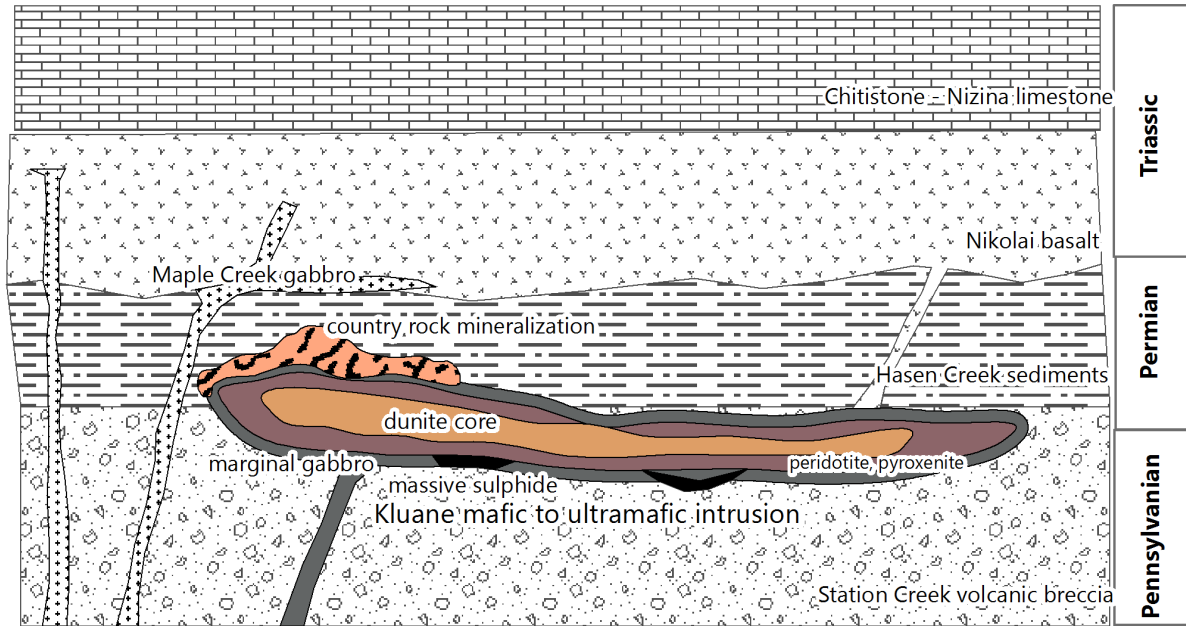 Chitistone - Nizina limestone
Triassic
Nikolai basalt
Maple Creek gabbro
country rock mineralization
Permian
Hasen Creek sediments
dunite core
marginal gabbro
peridotite, pyroxenite
massive sulphide
Kluane mafic to ultramafic intrusion
Pennsylvanian
Station Creek volcanic breccia